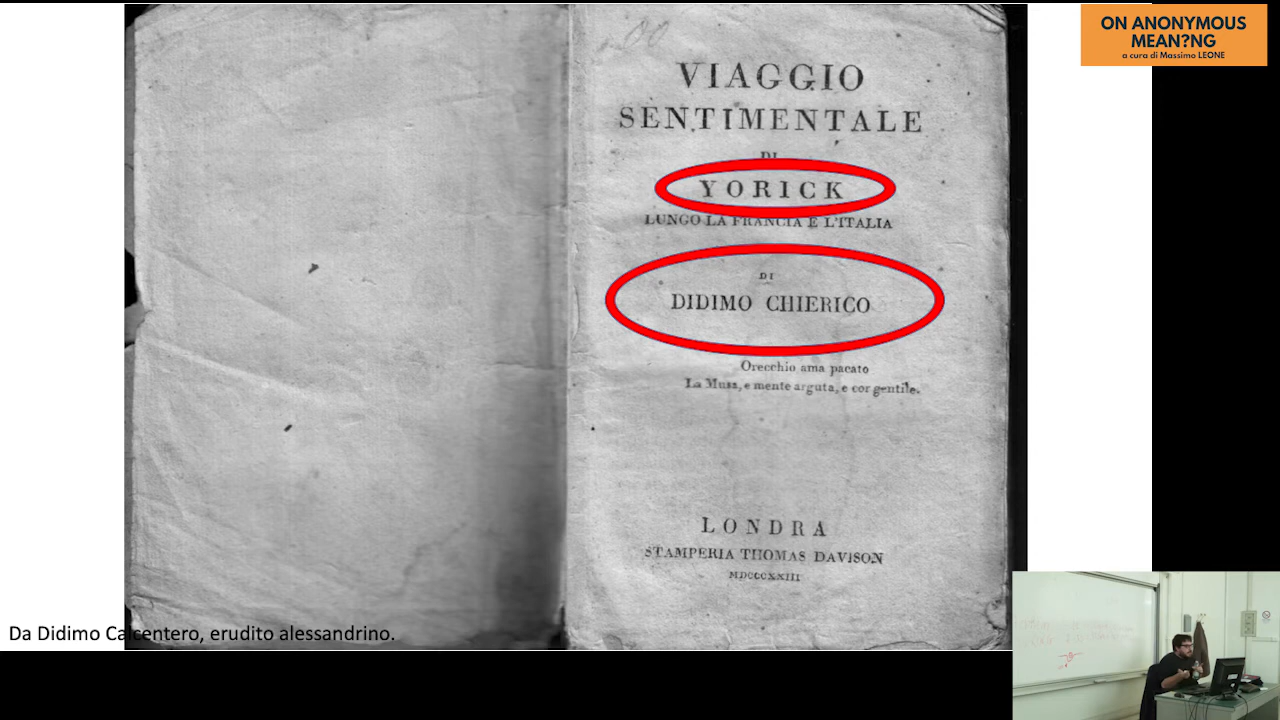 ON ANONYMOUS
MEAN?NG
a cura di Massimo LEONE
VIAGGIO
SENTIMENTALE
DI
YORICK
LUNGO LA FRANCIA E L'ITALIA
DI
DIDIMO CHIERICO
Orecchio ama pacato
La Musa, e mente arguta, e cor gentile.
LONDRA
STAMPERIA THOMAS DAVISON
MDCCCXXIII
Da Didimo Calcentero, erudito alessandrino.